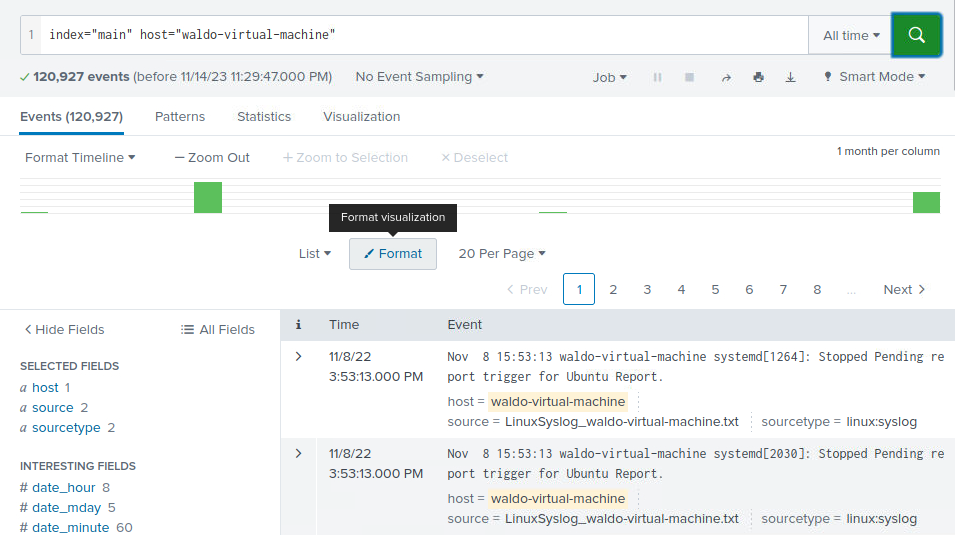 1 index="main" host="waldo-virtual-machine" All time
120,927 events (before 11/14/23 11:29:47.000 PM) No Event Sampling Job Smart Mode
Events (120,927) Patterns Statistics Visualization
Format Timeline — Zoom Out + Zoom to Selection × Deselect 1 month per column
Format visualization
List Format 20 Per Page
< Prev 1 2 3 4 5 6 7 8 ... Next >
< Hide Fields All Fields
SELECTED FIELDS
a host 1
a source 2
a sourcetype 2
INTERESTING FIELDS
# date_hour 8
# date_mday 5
# date_minute 60
i Time Event
> 11/8/22 Nov  8 15:53:13 waldo-virtual-machine systemd[1264]: Stopped Pending re
3:53:13.000 PM port trigger for Ubuntu Report.
host = waldo-virtual-machine
source = LinuxSyslog_waldo-virtual-machine.txt sourcetype = linux:syslog
> 11/8/22 Nov  8 15:53:13 waldo-virtual-machine systemd[2030]: Stopped Pending re
3:53:13.000 PM port trigger for Ubuntu Report.
host = waldo-virtual-machine
source = LinuxSyslog_waldo-virtual-machine.txt sourcetype = linux:syslog